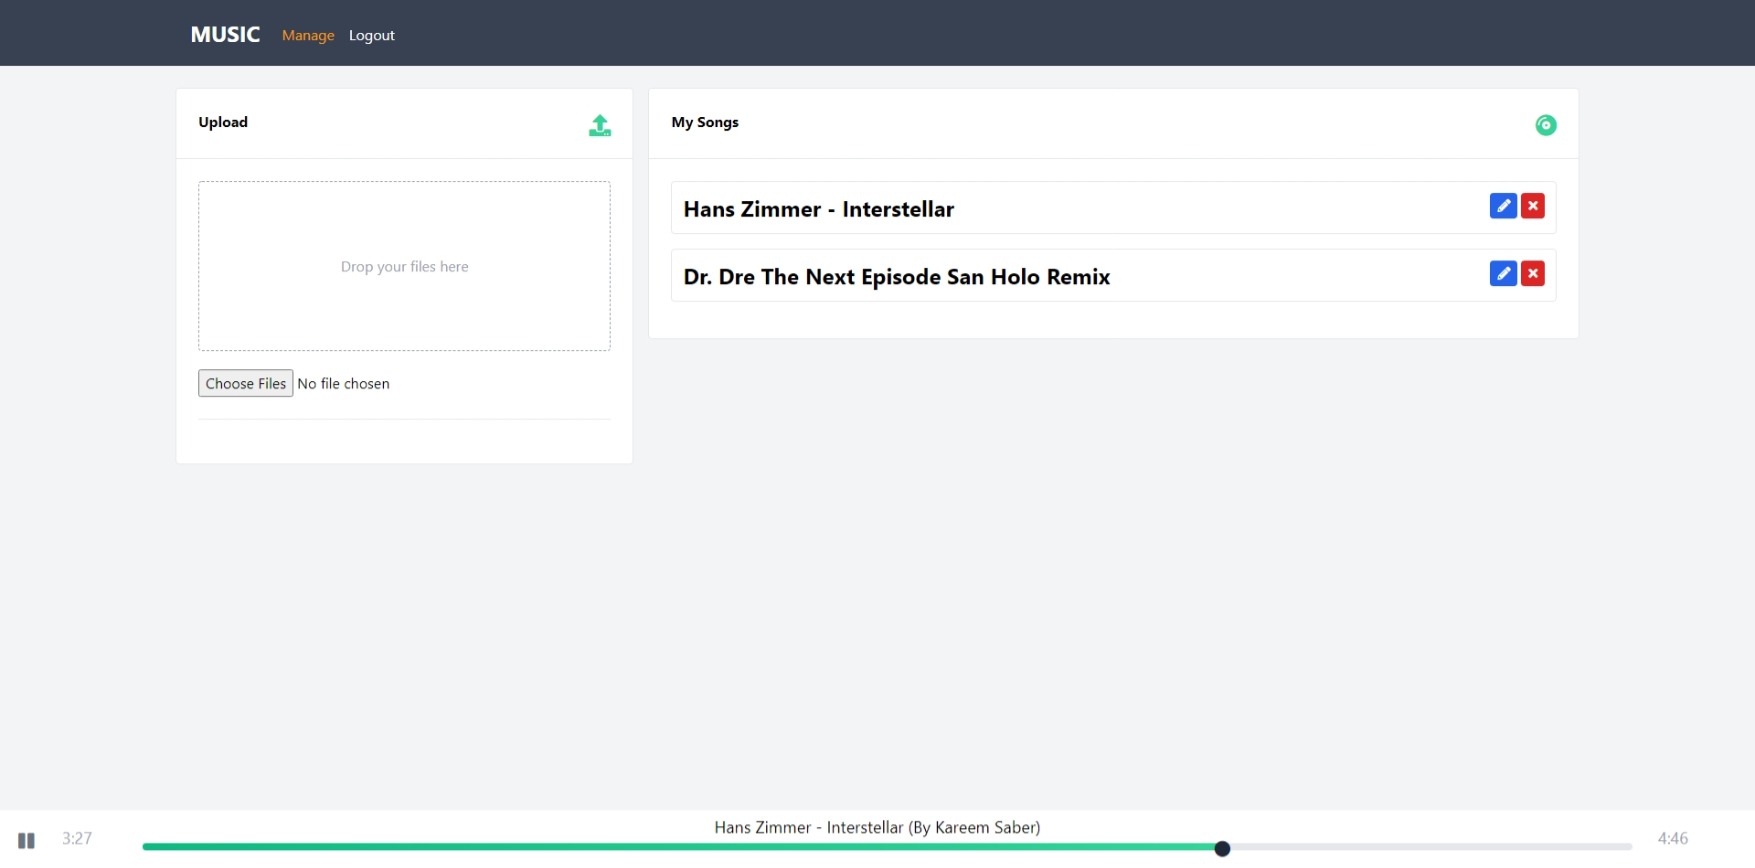 MUSIC Manage Logout
Upload
Drop your files here
Choose Files No file chosen
My Songs
Hans Zimmer - Interstellar
Dr. Dre The Next Episode San Holo Remix
Hans Zimmer - Interstellar (By Kareem Saber)
3:27
4:46